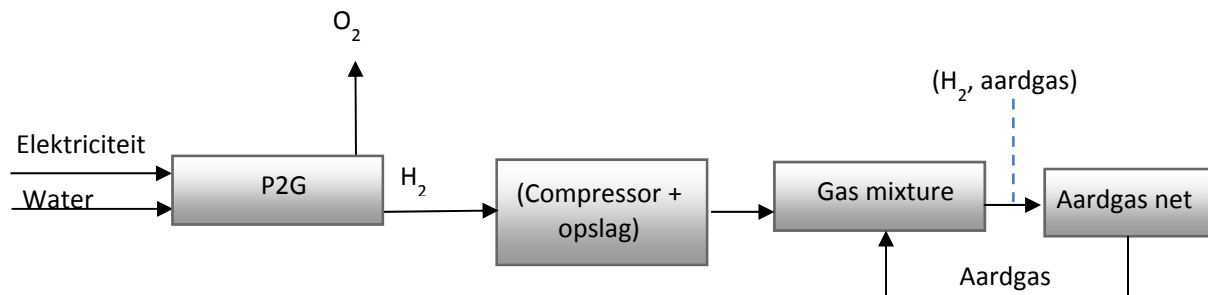 O₂
(H₂, aardgas)
Elektriciteit
Water
P2G
H₂
(Compressor +
opslag)
Gas mixture
Aardgas net
Aardgas